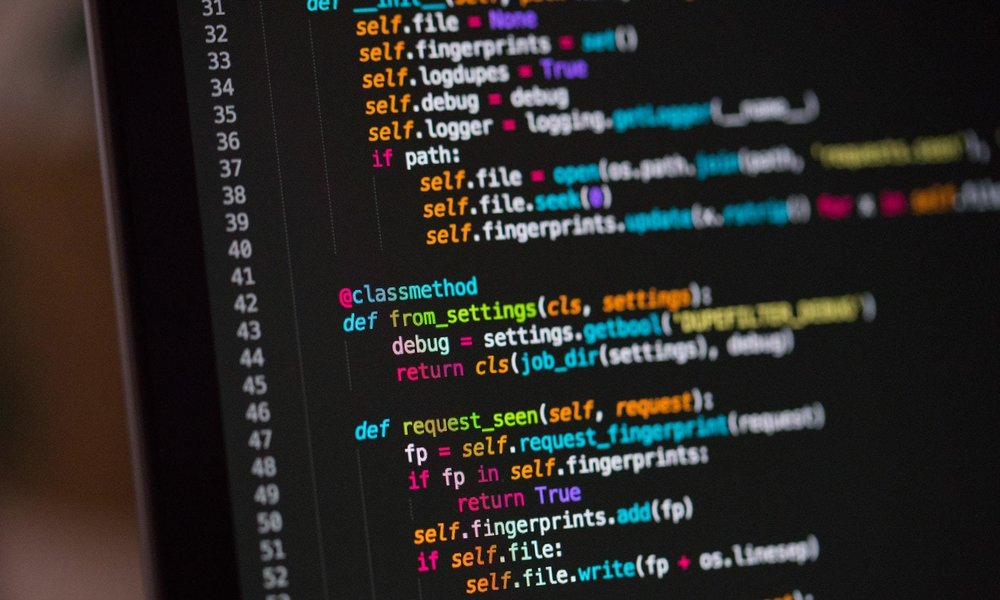 31 def __init__(self,
32 self.file = None
33 self.fingerprints = set()
34 self.logdupes = True
35 self.debug = debug
36 self.logger = logging.getLogger(__name__)
37 if path:
38 self.file = open(os.path.join(path, 'requests.seen'),
39 self.file.seek(0)
40 self.fingerprints.update(x.rstrip() for x in self.file
41
42 @classmethod
43 def from_settings(cls, settings):
44 debug = settings.getbool('DUPEFILTER_DEBUG')
45 return cls(job_dir(settings), debug)
46
47 def request_seen(self, request):
48 fp = self.request_fingerprint(request)
49 if fp in self.fingerprints:
50 return True
51 self.fingerprints.add(fp)
52 if self.file:
self.file.write(fp + os.linesep)